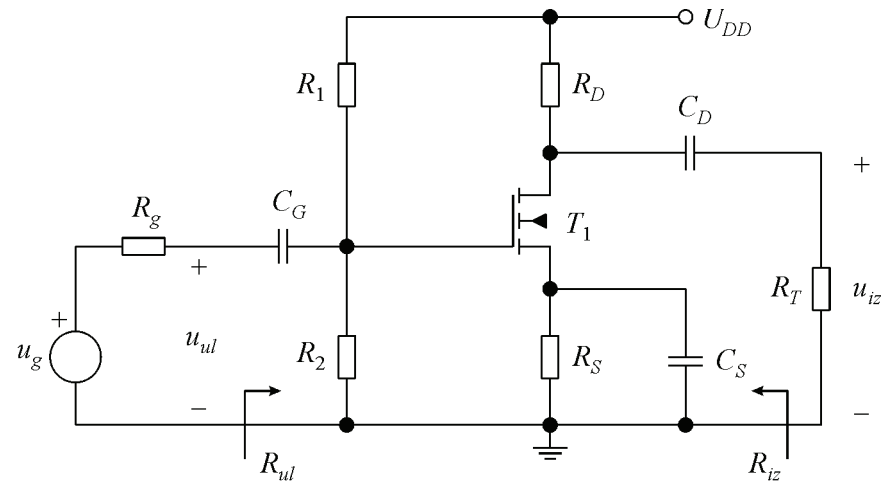 U_DD
R_1
R_D
C_D
+
R_g
C_G
T_1
+
+
R_T
u_iz
u_g
u_ul
R_2
R_S
C_S
−
−
R_ul
R_iz